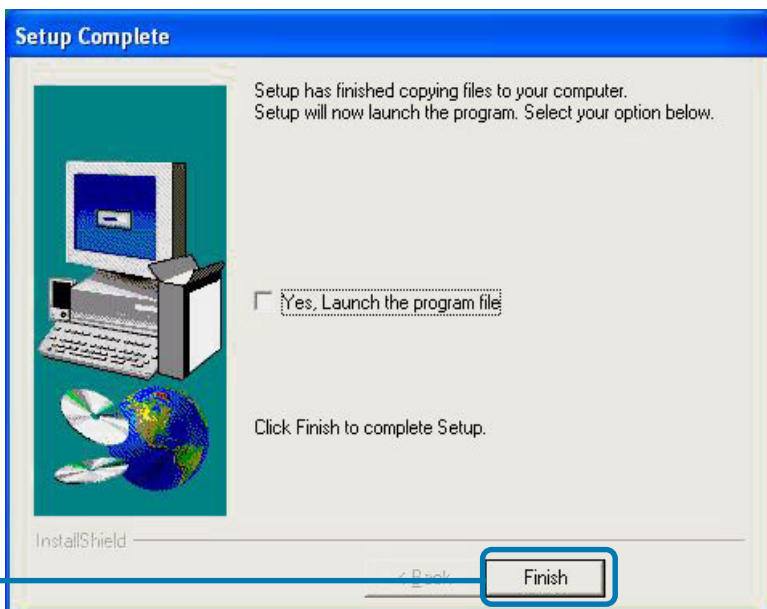 Setup Complete
Setup has finished copying files to your computer.
Setup will now launch the program. Select your option below.
Yes, Launch the program file
Click Finish to complete Setup.
InstallShield
< Back
Finish